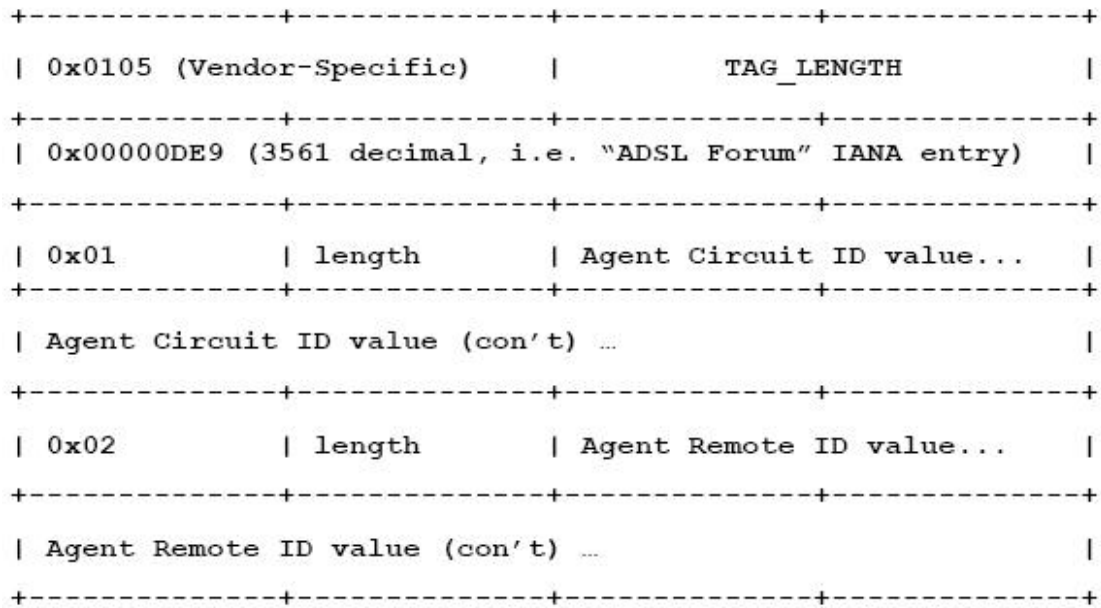 +--------------+--------------+--------------+--------------+
| 0x0105 (Vendor-Specific) | TAG_LENGTH |
+--------------+--------------+--------------+--------------+
| 0x00000DE9 (3561 decimal, i.e. “ADSL Forum” IANA entry) |
+--------------+--------------+--------------+--------------+
| 0x01 | length | Agent Circuit ID value... |
+--------------+--------------+--------------+--------------+
| Agent Circuit ID value (con’t) … |
+--------------+--------------+--------------+--------------+
| 0x02 | length | Agent Remote ID value... |
+--------------+--------------+--------------+--------------+
| Agent Remote ID value (con’t) … |
+--------------+--------------+--------------+--------------+